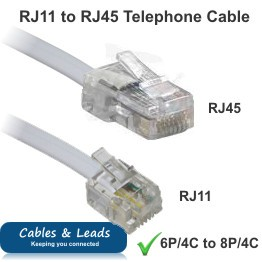 RJ11 to RJ45 Telephone Cable
RJ45
RJ11
Cables & Leads
Keeping you connected
6P/4C to 8P/4C